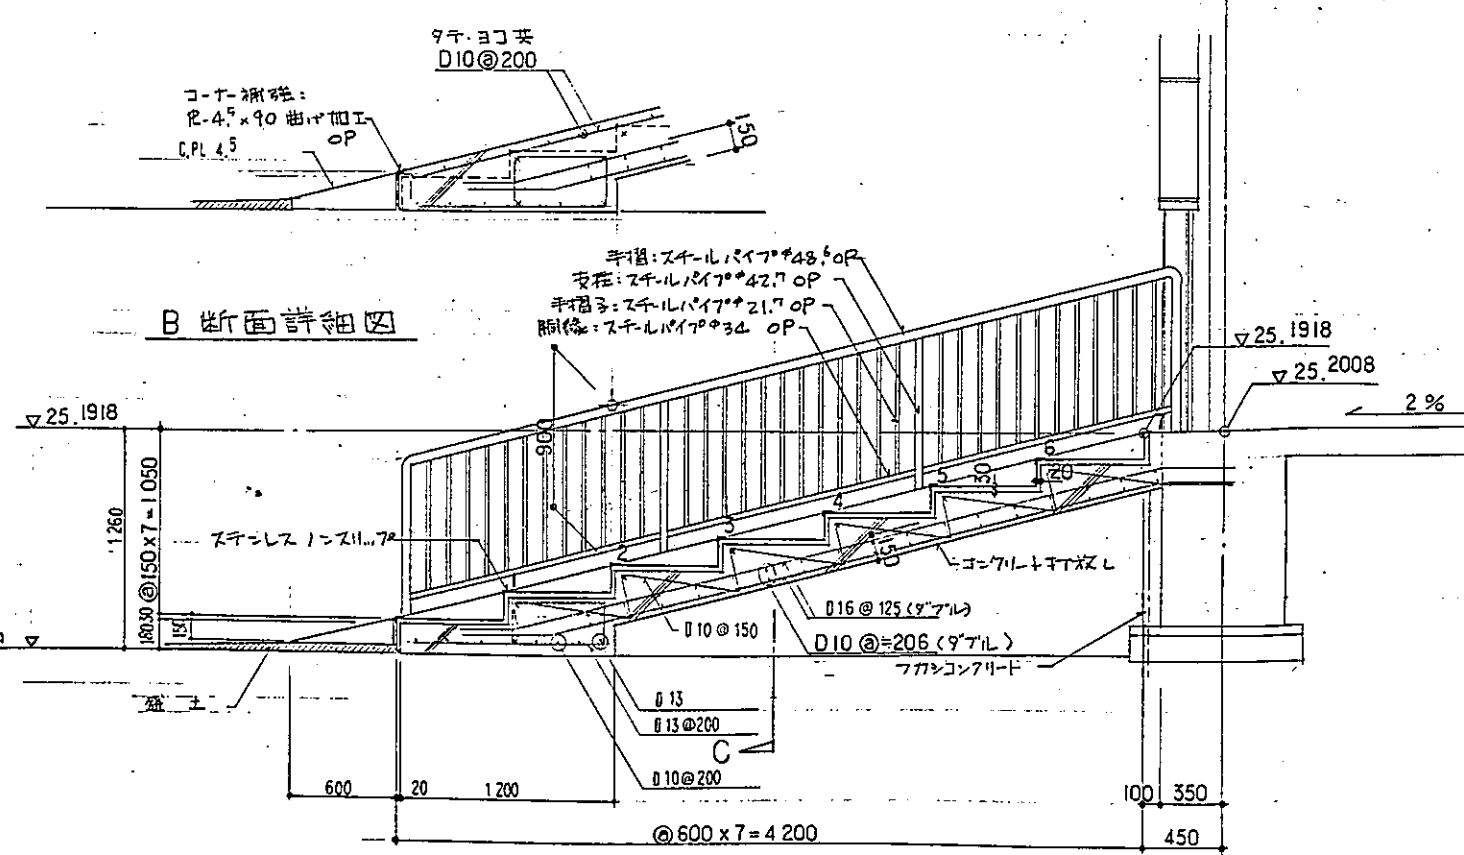 タテ.ヨコ共
D10@200
コーナー補強:
PL-4.5×90 曲げ加工
OP
C.PL 4.5
150
B 断面詳細図
手摺:スチールパイプφ48.6 OP
支柱:スチールパイプφ42.7 OP
手摺子:スチールパイプφ21.7 OP
胴縁:スチールパイプφ34 OP
▽25.1918
▽25.2008
2%
▽25.1918
900
1260
@150x7=1050
18030
150
ステンレスノンスリップ
2
3
4
5
6
30
20
150
コンクリート打放し
D16@125(ダブル)
D10@150
D10@≒206(ダブル)
フカシコンクリート
盛土
D13
D13@200
C
D10@200
600
20
1200
100
350
@600x7=4200
450